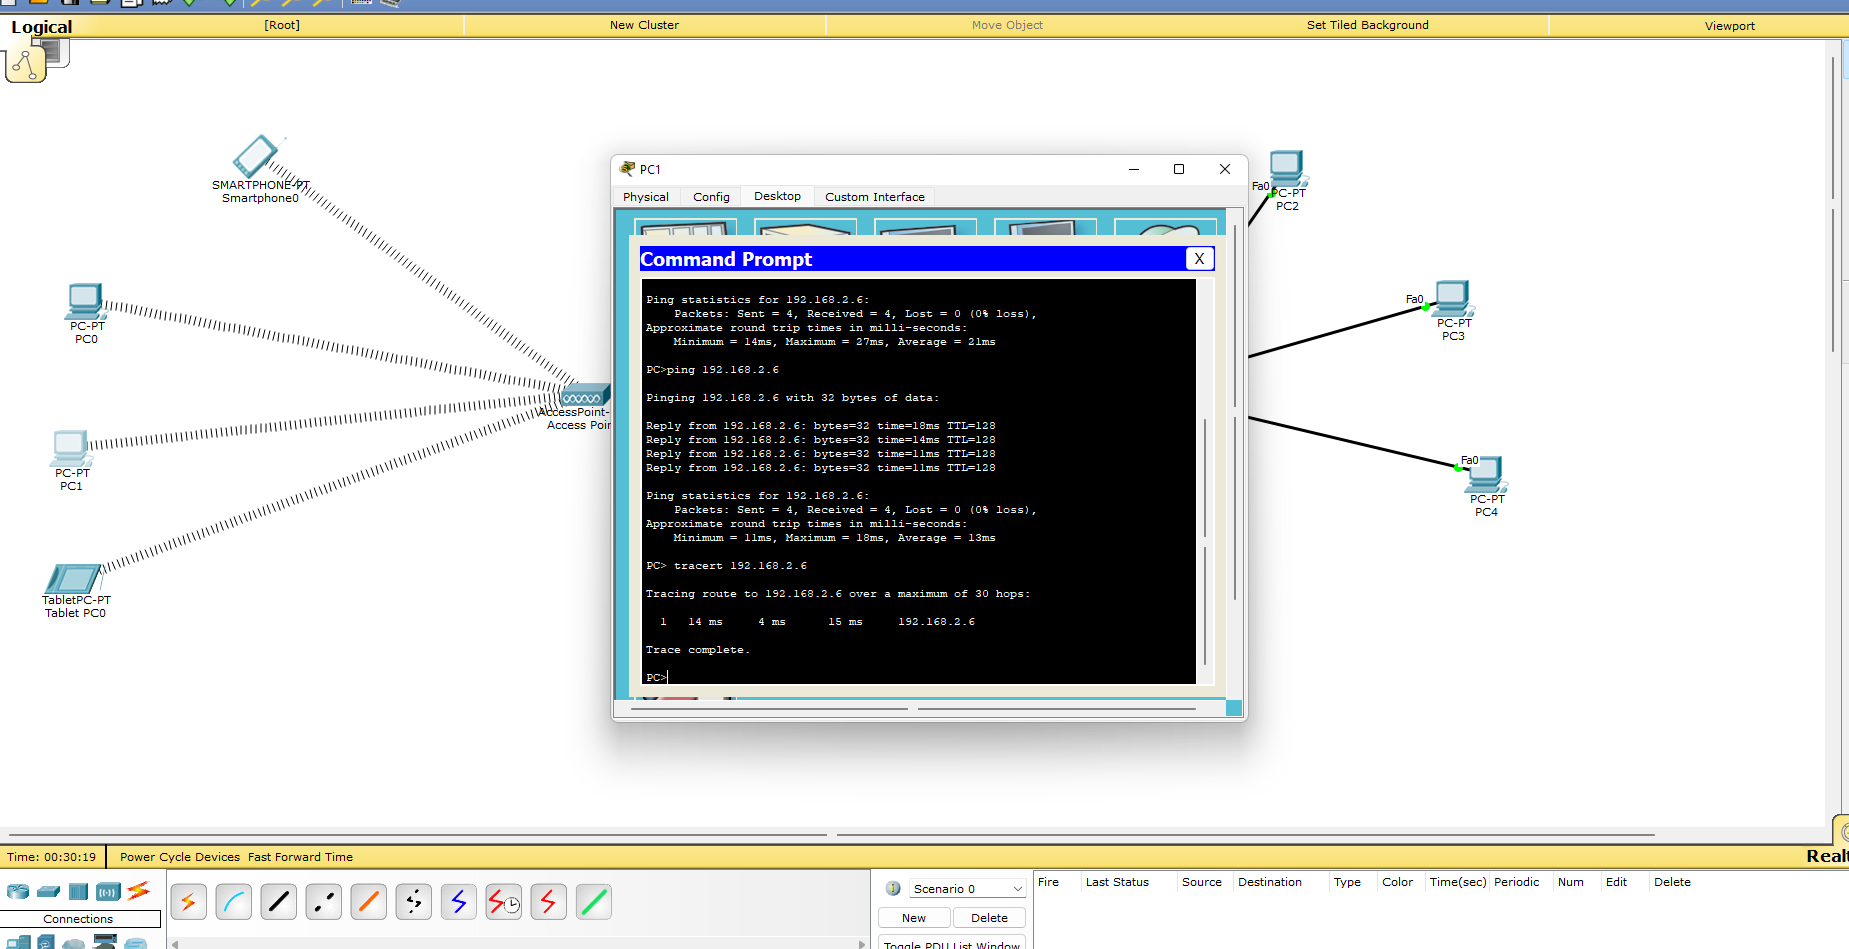 Logical
[Root]
New Cluster
Move Object
Set Tiled Background
Viewport
SMARTPHONE-PT
Smartphone0
PC-PT
PC0
PC-PT
PC1
TabletPC-PT
Tablet PC0
AccessPoint-
Access Poin
PC1
Physical
Config
Desktop
Custom Interface
Command Prompt
X
Ping statistics for 192.168.2.6:
Packets: Sent = 4, Received = 4, Lost = 0 (0% loss),
Approximate round trip times in milli-seconds:
Minimum = 14ms, Maximum = 27ms, Average = 21ms
PC>ping 192.168.2.6
Pinging 192.168.2.6 with 32 bytes of data:
Reply from 192.168.2.6: bytes=32 time=18ms TTL=128
Reply from 192.168.2.6: bytes=32 time=14ms TTL=128
Reply from 192.168.2.6: bytes=32 time=11ms TTL=128
Reply from 192.168.2.6: bytes=32 time=11ms TTL=128
Ping statistics for 192.168.2.6:
Packets: Sent = 4, Received = 4, Lost = 0 (0% loss),
Approximate round trip times in milli-seconds:
Minimum = 11ms, Maximum = 18ms, Average = 13ms
PC> tracert 192.168.2.6
Tracing route to 192.168.2.6 over a maximum of 30 hops:
1 14 ms 4 ms 15 ms 192.168.2.6
Trace complete.
PC>
Fa0
PC-PT
PC2
Fa0
PC-PT
PC3
Fa0
PC-PT
PC4
Time: 00:30:19
Power Cycle Devices Fast Forward Time
Realt
Connections
Scenario 0
New
Delete
Toggle PDU List Window
Fire
Last Status
Source
Destination
Type
Color
Time(sec)
Periodic
Num
Edit
Delete